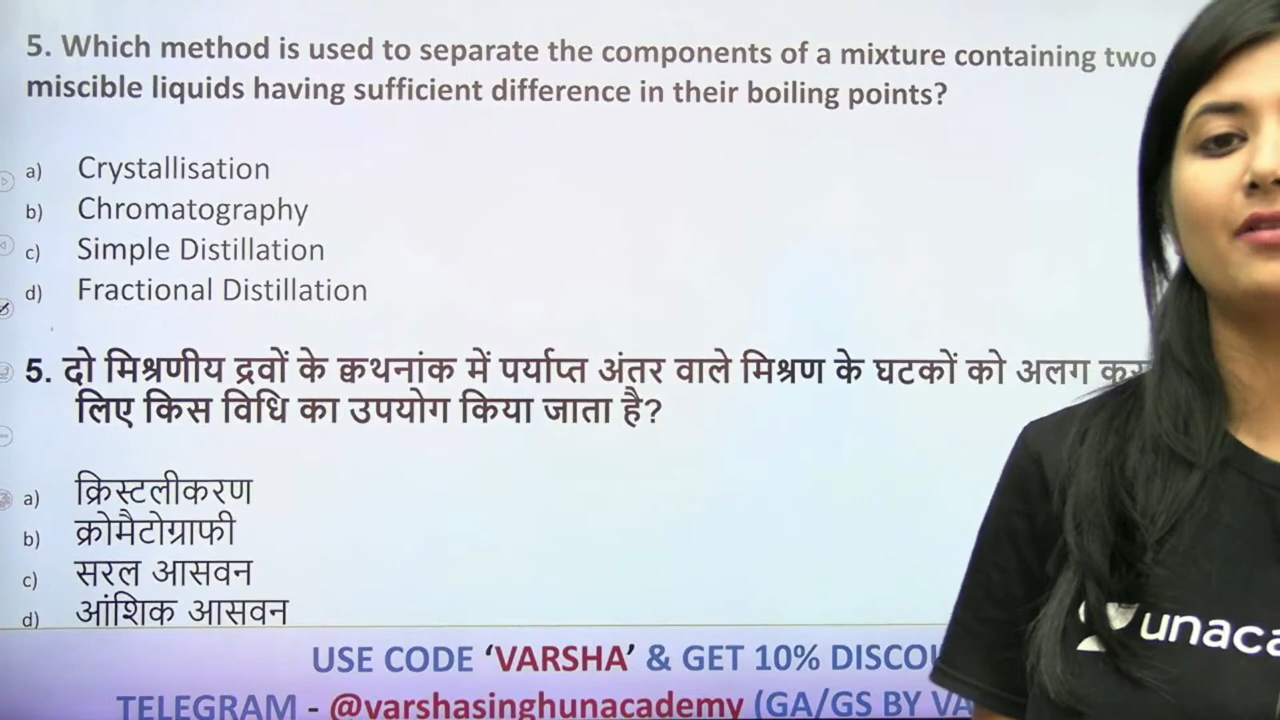 5. Which method is used to separate the components of a mixture containing two
miscible liquids having sufficient difference in their boiling points?
a) Crystallisation
b) Chromatography
c) Simple Distillation
d) Fractional Distillation
5. दो मिश्रणीय द्रवों के क्वथनांक में पर्याप्त अंतर वाले मिश्रण के घटकों को अलग
लिए किस विधि का उपयोग किया जाता है?
a) क्रिस्टलीकरण
b) क्रोमैटोग्राफी
c) सरल आसवन
d) आंशिक आसवन
USE CODE ‘VARSHA’ & GET 10%
TELEGRAM - @varshasinghunacademy (GA/GS BY
unaca